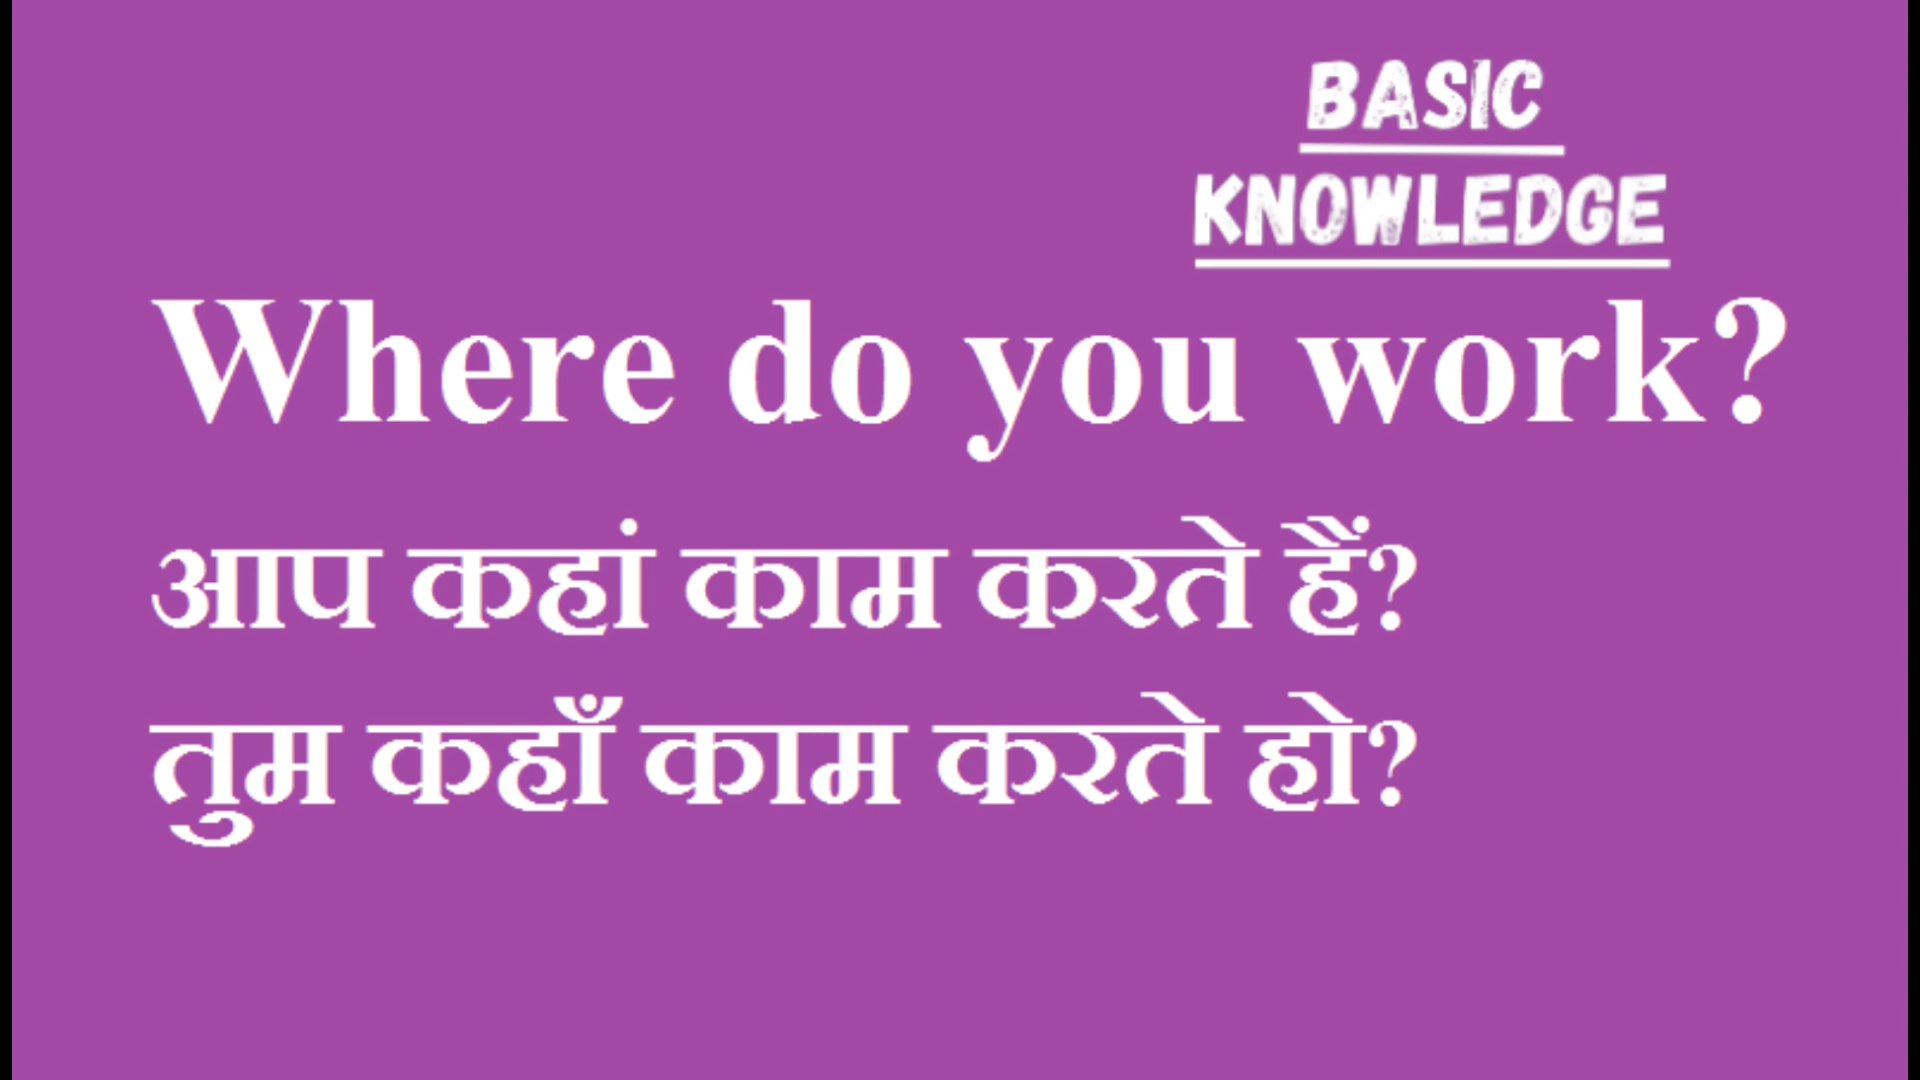 BASIC
KNOWLEDGE
Where do you work?
आप कहां काम करते हैं?
तुम कहाँ काम करते हो?